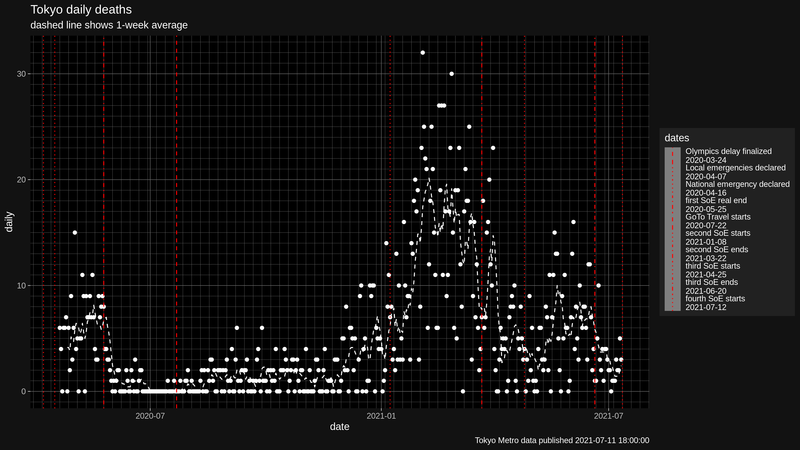 Tokyo daily deaths
dashed line shows 1-week average
30
20
10
0
daily
2020-07
2021-01
2021-07
date
dates
Olympics delay finalized
2020-03-24
Local emergencies declared
2020-04-07
National emergency declared
2020-04-16
first SoE real end
2020-05-25
GoTo Travel starts
2020-07-22
second SoE starts
2021-01-08
second SoE ends
2021-03-22
third SoE starts
2021-04-25
third SoE ends
2021-06-20
fourth SoE starts
2021-07-12
Tokyo Metro data published 2021-07-11 18:00:00